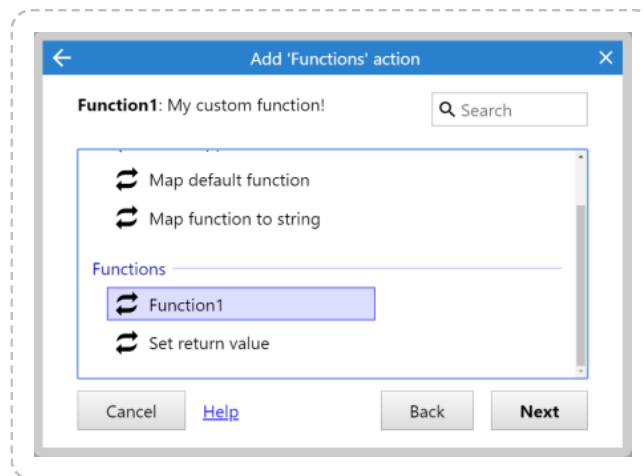 Add 'Functions' action
Function1: My custom function!
Search
Map default function
Map function to string
Functions
Function1
Set return value
Cancel
Help
Back
Next